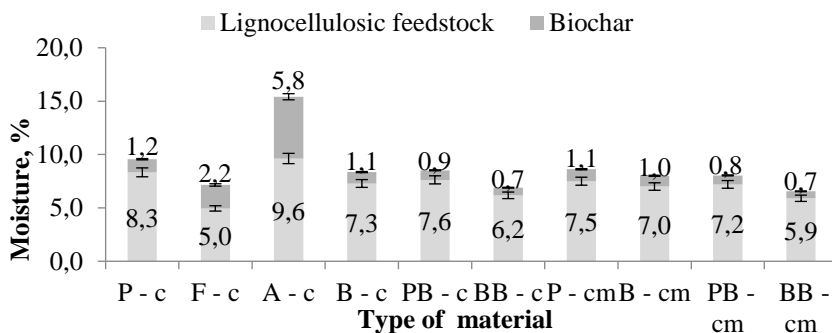 Lignocellulosic feedstock Biochar
20,0
15,0
10,0
5,0
0,0
Moisture, %
1,2 2,2 5,8 1,1 0,9 0,7 1,1 1,0 0,8 0,7
8,3 5,0 9,6 7,3 7,6 6,2 7,5 7,0 7,2 5,9
P - c F - c A - c B - c PB - c BB - c P - cm B - cm PB - BB -
cm cm
Type of material